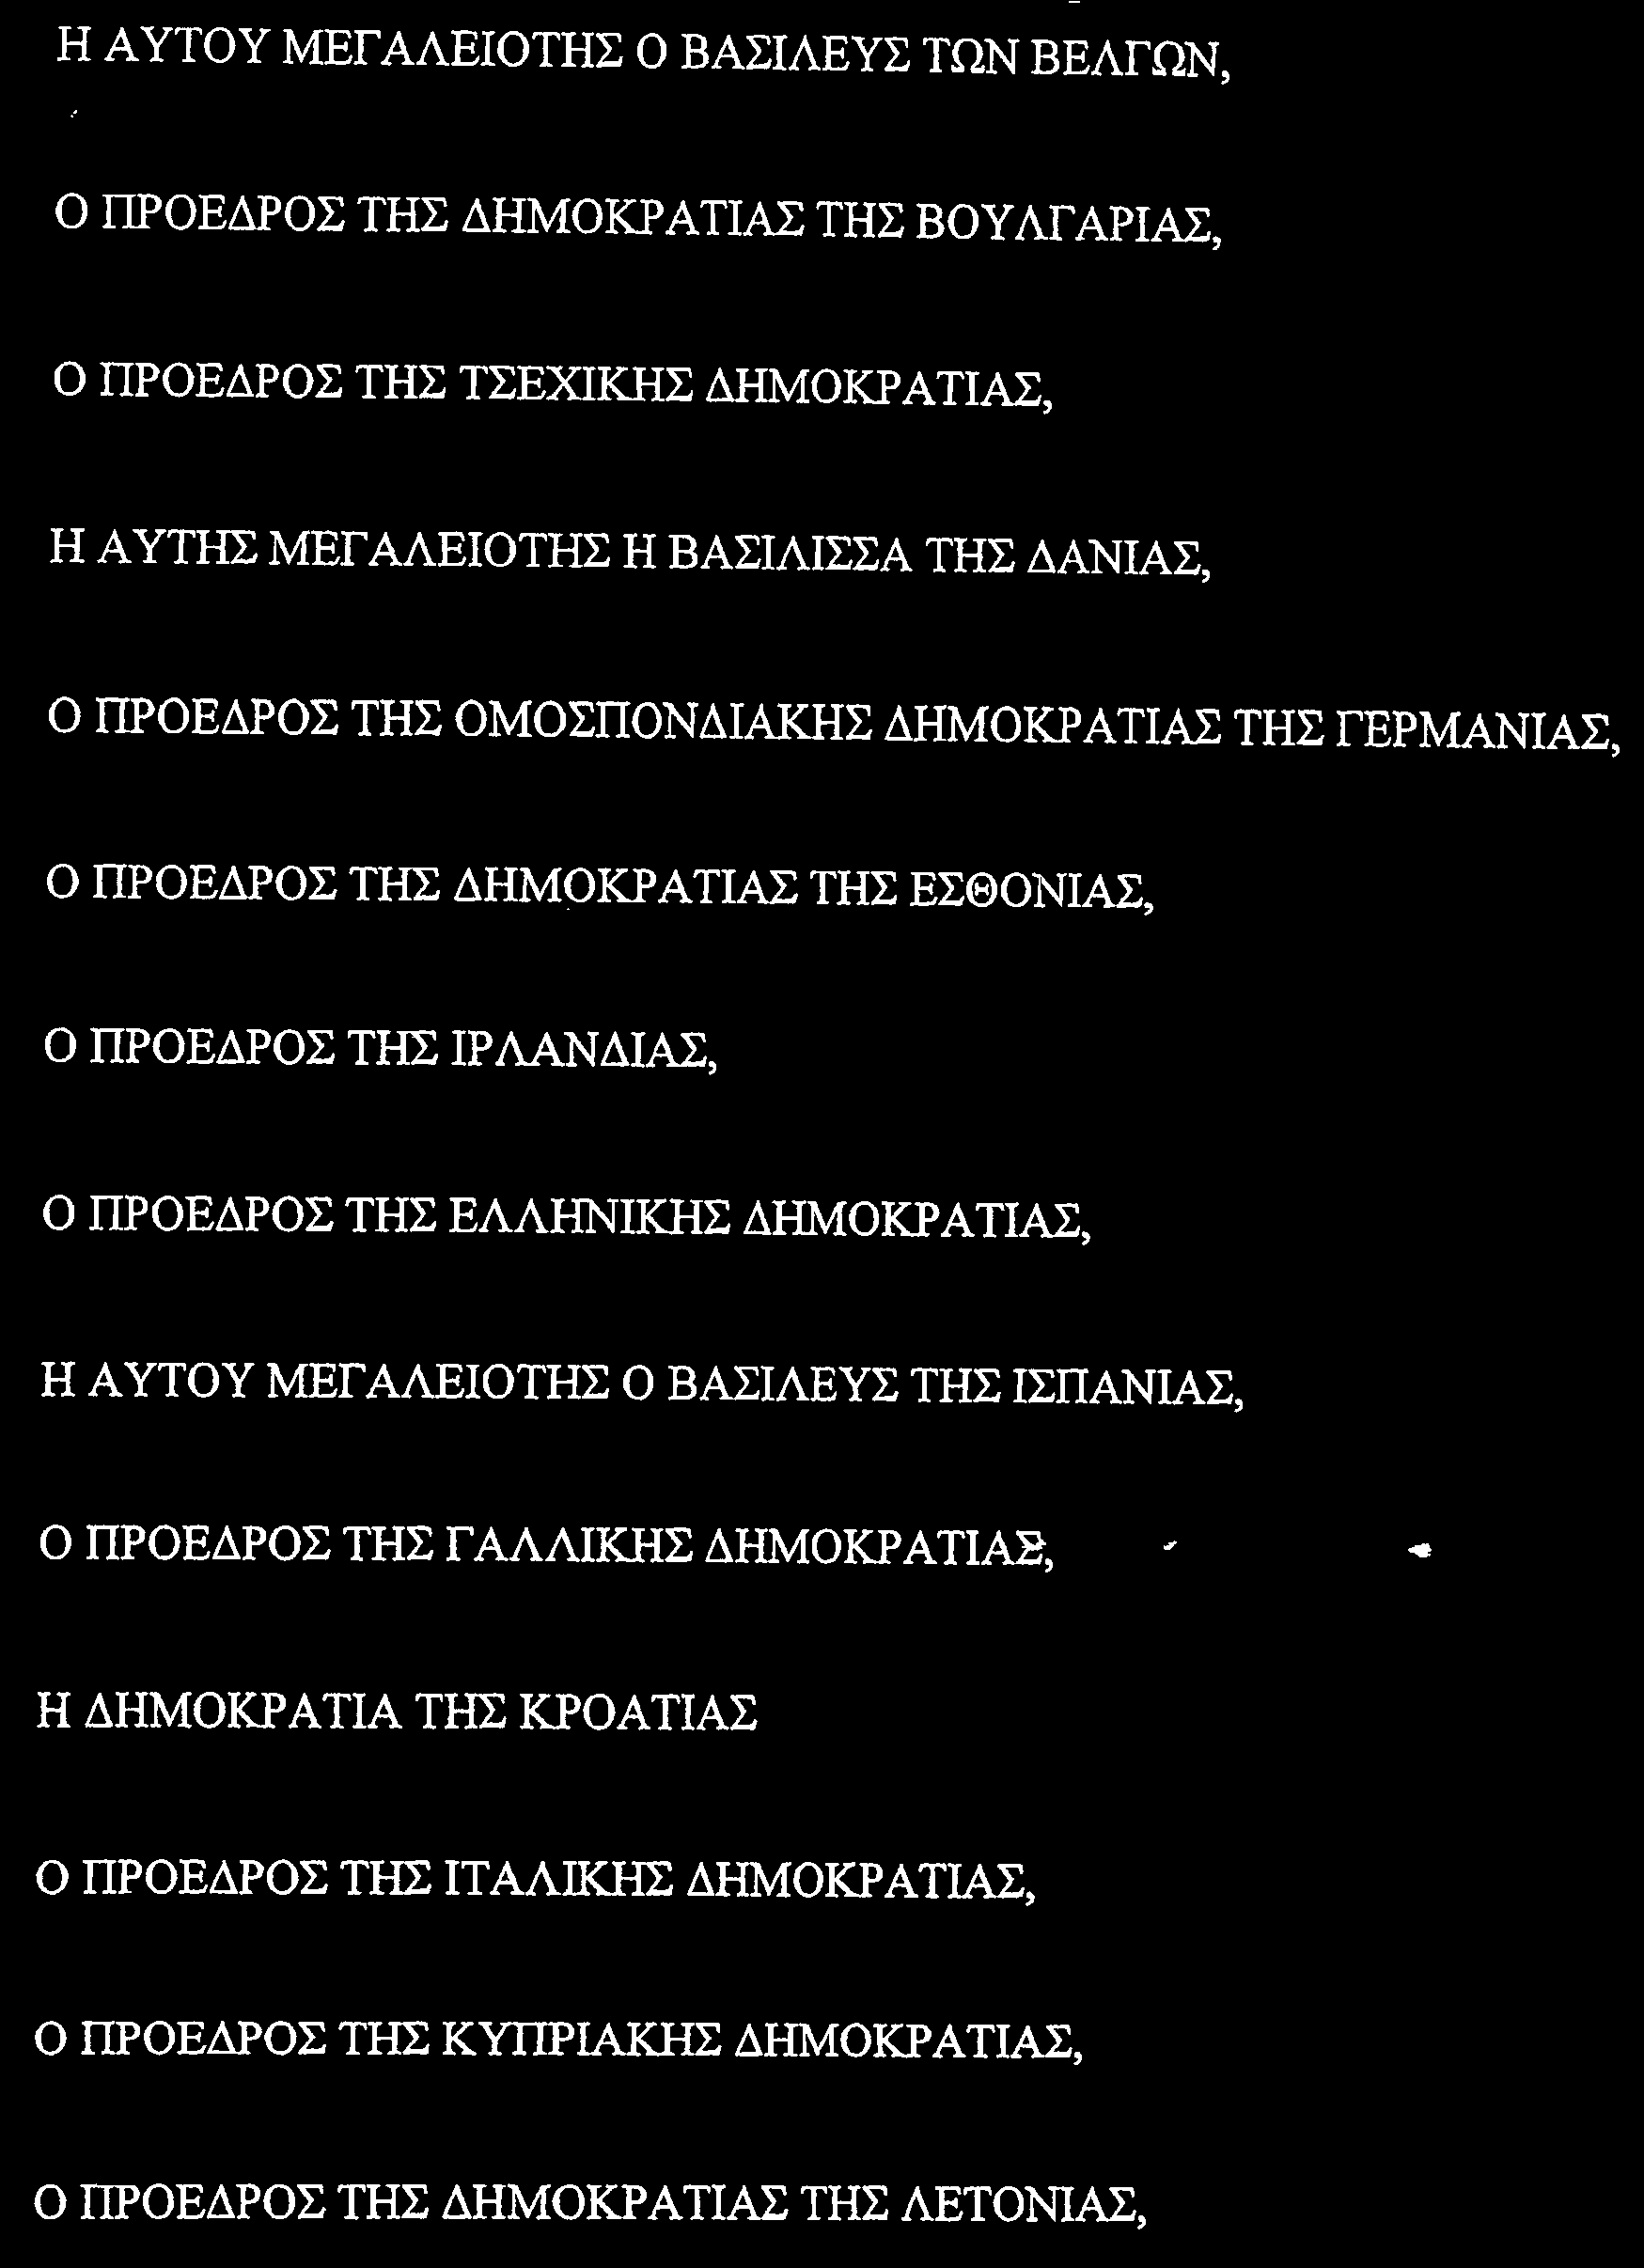 Η ΑΥΤΟΥ ΜΕΓΑΛΕΙΟΤΗΣ Ο ΒΑΣΙΛΕΥΣ ΤΩΝ ΒΕΛΓΩΝ,
Ο ΠΡΟΕΔΡΟΣ ΤΗΣ ΔΗΜΟΚΡΑΤΙΑΣ ΤΗΣ ΒΟΥΛΓΑΡΙΑΣ,
Ο ΠΡΟΕΔΡΟΣ ΤΗΣ ΤΣΕΧΙΚΗΣ ΔΗΜΟΚΡΑΤΙΑΣ,
Η ΑΥΤΗΣ ΜΕΓΑΛΕΙΟΤΗΣ Η ΒΑΣΙΛΙΣΣΑ ΤΗΣ ΔΑΝΙΑΣ,
Ο ΠΡΟΕΔΡΟΣ ΤΗΣ ΟΜΟΣΠΟΝΔΙΑΚΗΣ ΔΗΜΟΚΡΑΤΙΑΣ ΤΗΣ ΓΕΡΜΑΝΙΑΣ,
Ο ΠΡΟΕΔΡΟΣ ΤΗΣ ΔΗΜΟΚΡΑΤΙΑΣ ΤΗΣ ΕΣΘΟΝΙΑΣ,
Ο ΠΡΟΕΔΡΟΣ ΤΗΣ ΙΡΛΑΝΔΙΑΣ,
Ο ΠΡΟΕΔΡΟΣ ΤΗΣ ΕΛΛΗΝΙΚΗΣ ΔΗΜΟΚΡΑΤΙΑΣ,
Η ΑΥΤΟΥ ΜΕΓΑΛΕΙΟΤΗΣ Ο ΒΑΣΙΛΕΥΣ ΤΗΣ ΙΣΠΑΝΙΑΣ,
Ο ΠΡΟΕΔΡΟΣ ΤΗΣ ΓΑΛΛΙΚΗΣ ΔΗΜΟΚΡΑΤΙΑΣ,
Η ΔΗΜΟΚΡΑΤΙΑ ΤΗΣ ΚΡΟΑΤΙΑΣ
Ο ΠΡΟΕΔΡΟΣ ΤΗΣ ΙΤΑΛΙΚΗΣ ΔΗΜΟΚΡΑΤΙΑΣ,
Ο ΠΡΟΕΔΡΟΣ ΤΗΣ ΚΥΠΡΙΑΚΗΣ ΔΗΜΟΚΡΑΤΙΑΣ,
Ο ΠΡΟΕΔΡΟΣ ΤΗΣ ΔΗΜΟΚΡΑΤΙΑΣ ΤΗΣ ΛΕΤΟΝΙΑΣ,